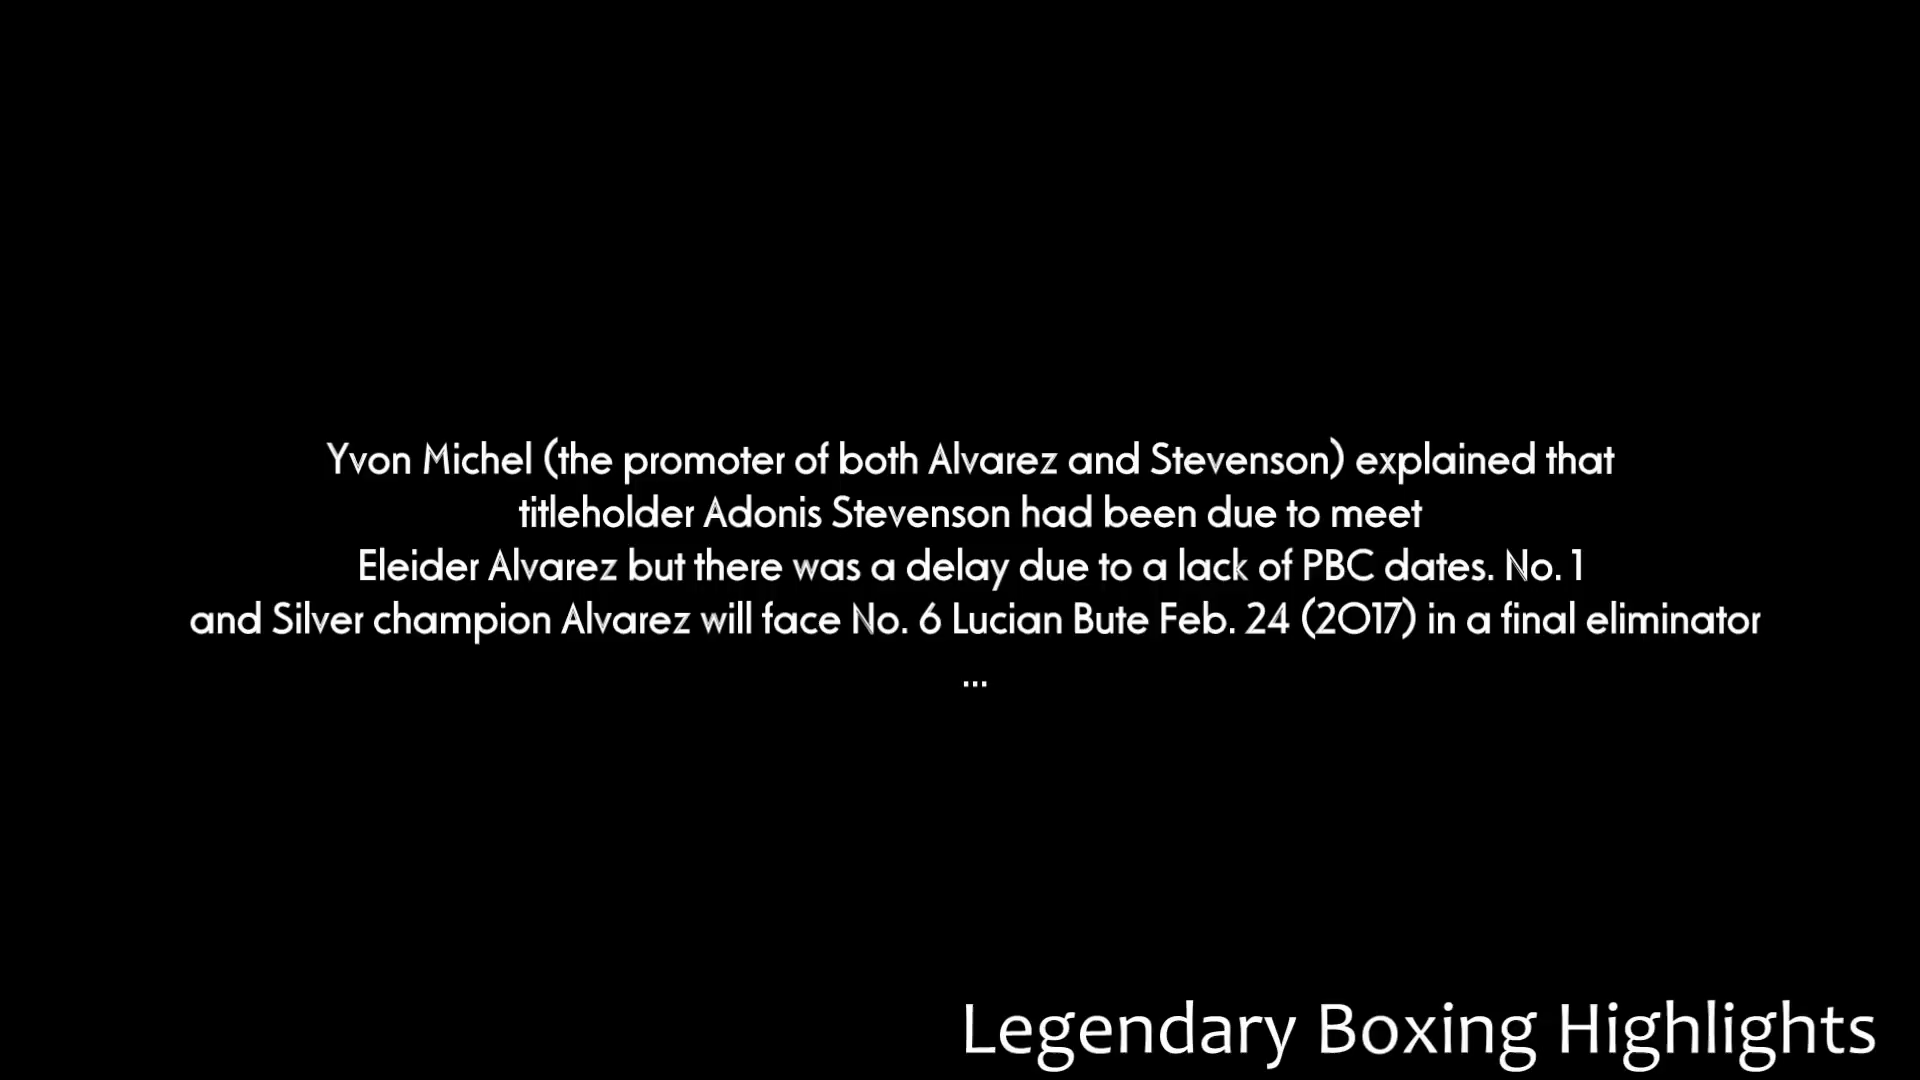 Yvon Michel (the promoter of both Alvarez and Stevenson) explained that
titleholder Adonis Stevenson had been due to meet
Eleider Alvarez but there was a delay due to a lack of PBC dates. No. 1
and Silver champion Alvarez will face No. 6 Lucian Bute Feb. 24 (2017) in a final eliminator
...
Legendary Boxing Highlights